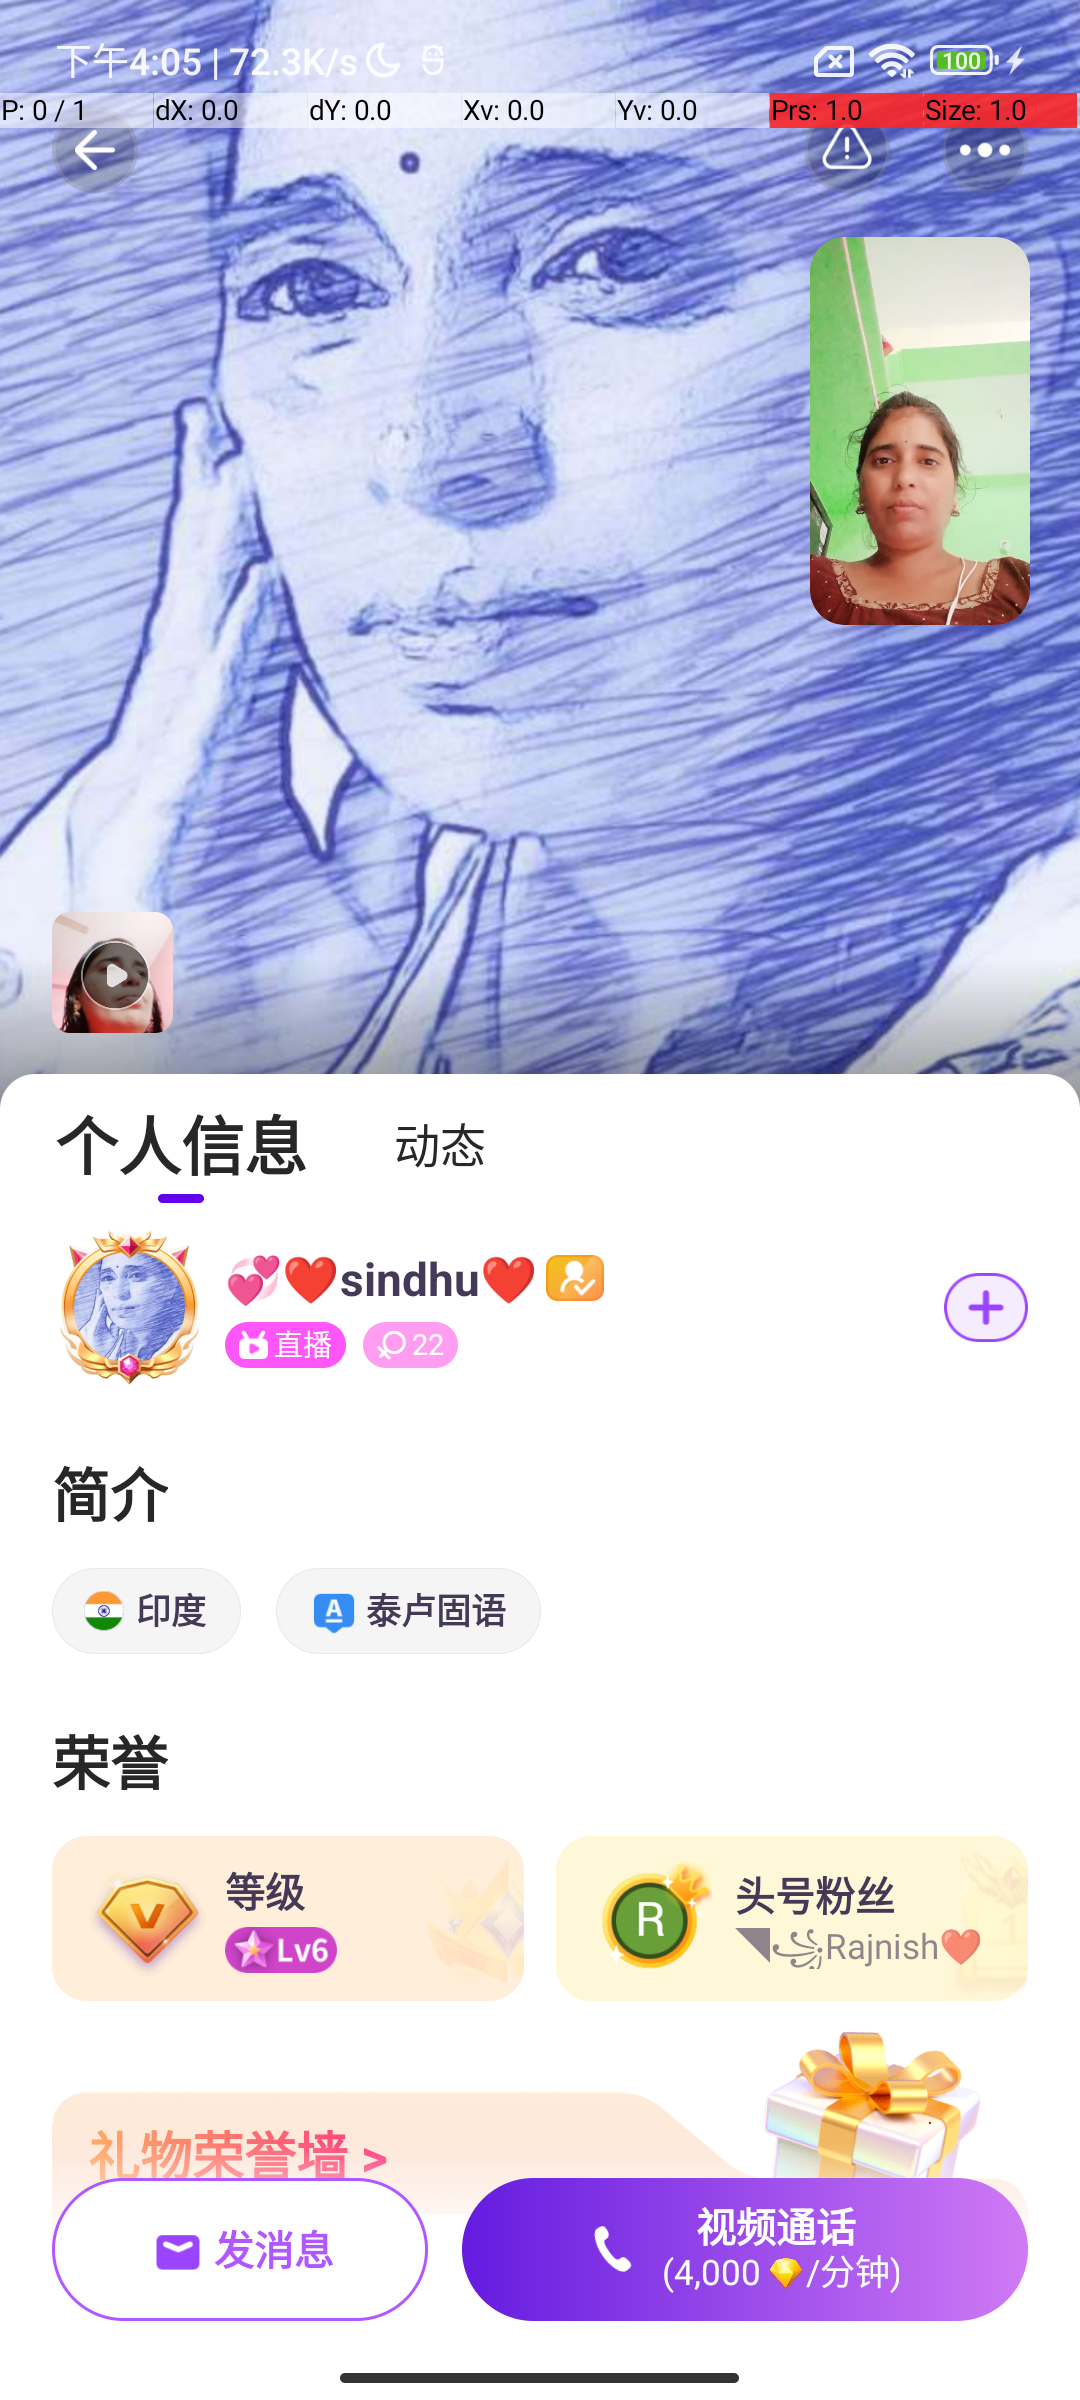 下午4:05 | 72.3K/s
100
P: 0 / 1
dX: 0.0
dY: 0.0
Xv: 0.0
Yv: 0.0
Prs: 1.0
Size: 1.0
个人信息
动态
💞❤️sindhu❤️
直播
22
简介
印度
A 泰卢固语
荣誉
等级
Lv6
R
头号粉丝
◥꧁Rajnish❤️
礼物荣誉墙 >
发消息
视频通话
(4,000 /分钟)